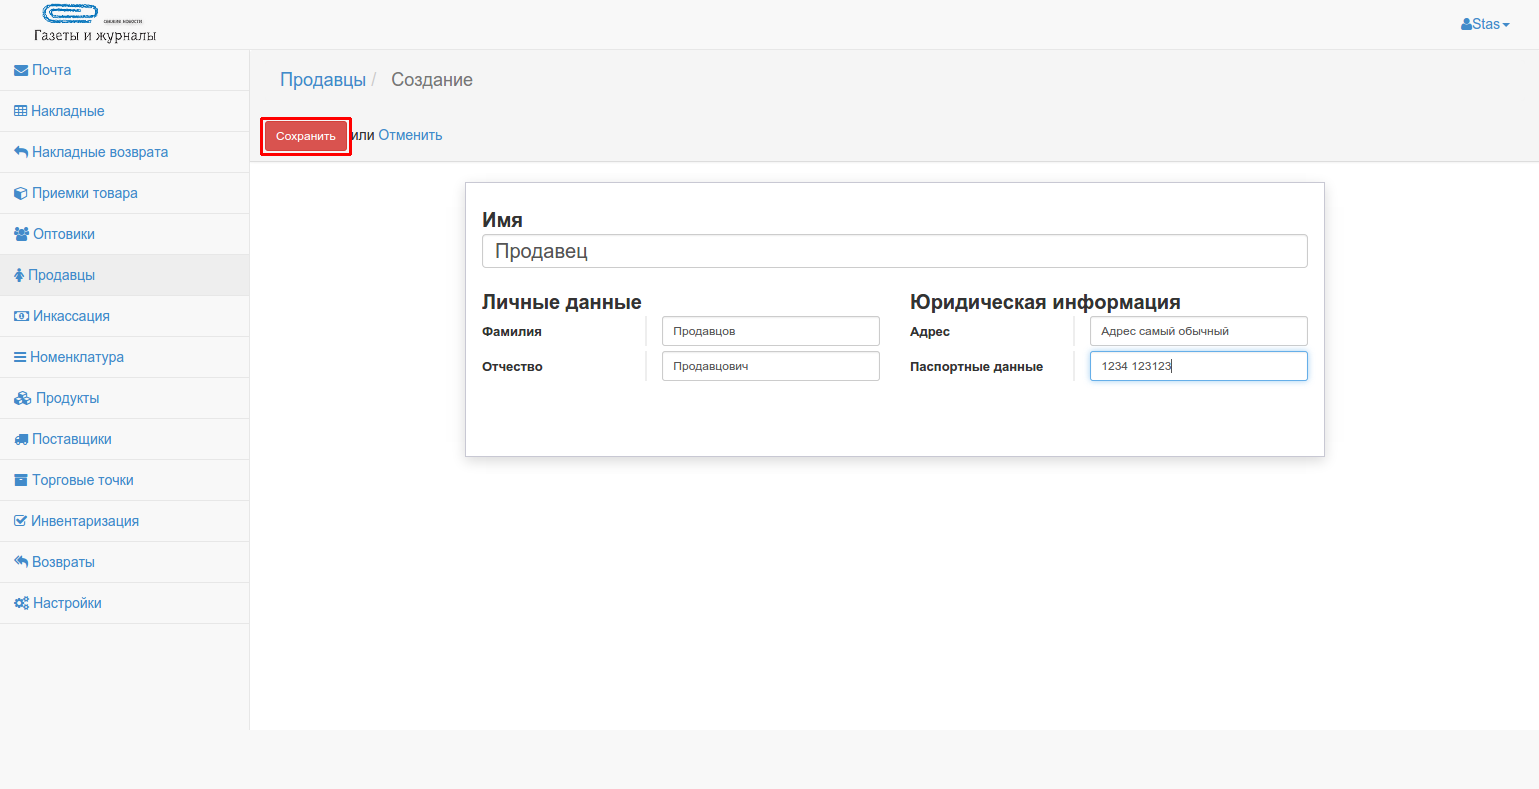 свежие новости
Газеты и журналы
Stas
Почта
Накладные
Накладные возврата
Приемки товара
Оптовики
Продавцы
Инкассация
Номенклатура
Продукты
Поставщики
Торговые точки
Инвентаризация
Возвраты
Настройки
Продавцы / Создание
Сохранить или Отменить
Имя
Продавец
Личные данные
Фамилия Продавцов
Отчество Продавцович
Юридическая информация
Адрес Адрес самый обычный
Паспортные данные 1234 123123